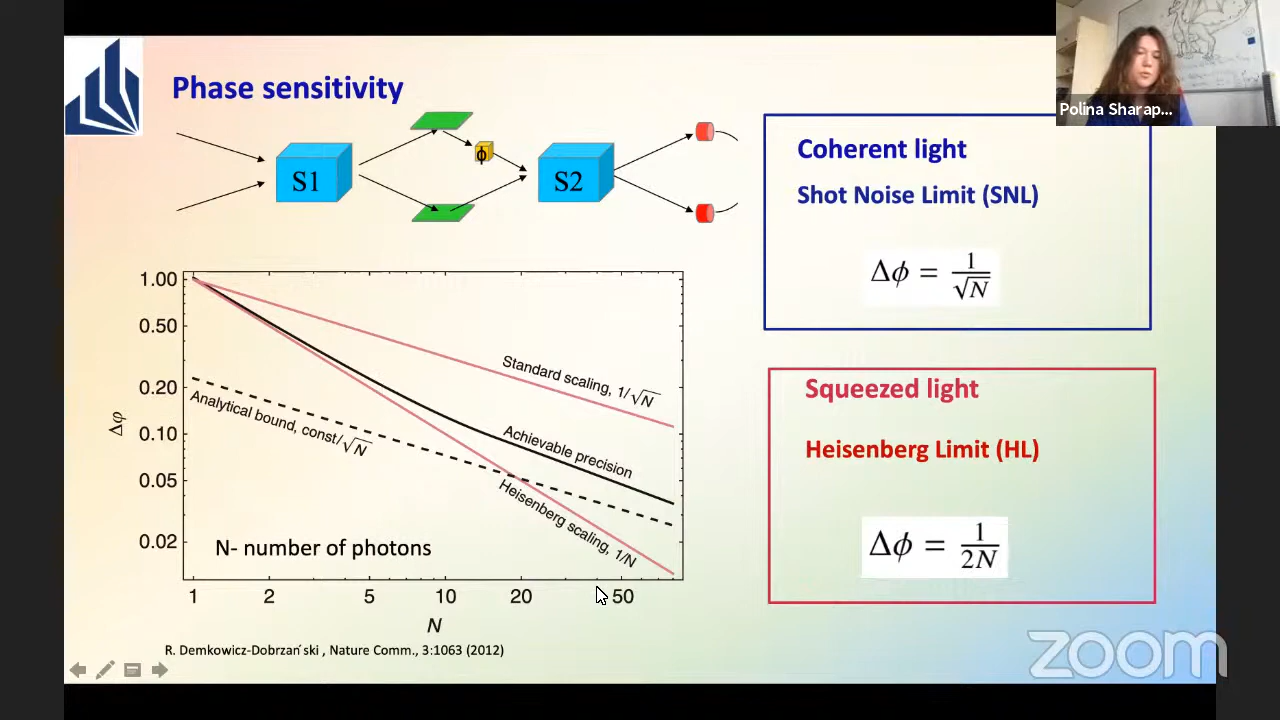 Phase sensitivity
S1
ϕ
S2
Polina Sharap...
Coherent light
Shot Noise Limit (SNL)
Δϕ = 1/√N
Squeezed light
Heisenberg Limit (HL)
Δϕ = 1/2N
1.00
0.50
0.20
0.10
0.05
0.02
Δφ
Standard scaling, 1/√N
Analytical bound, const/√N
Achievable precision
Heisenberg scaling, 1/N
N- number of photons
1 2 5 10 20 50
N
R. Demkowicz-Dobrzań ski , Nature Comm., 3:1063 (2012)
zoom